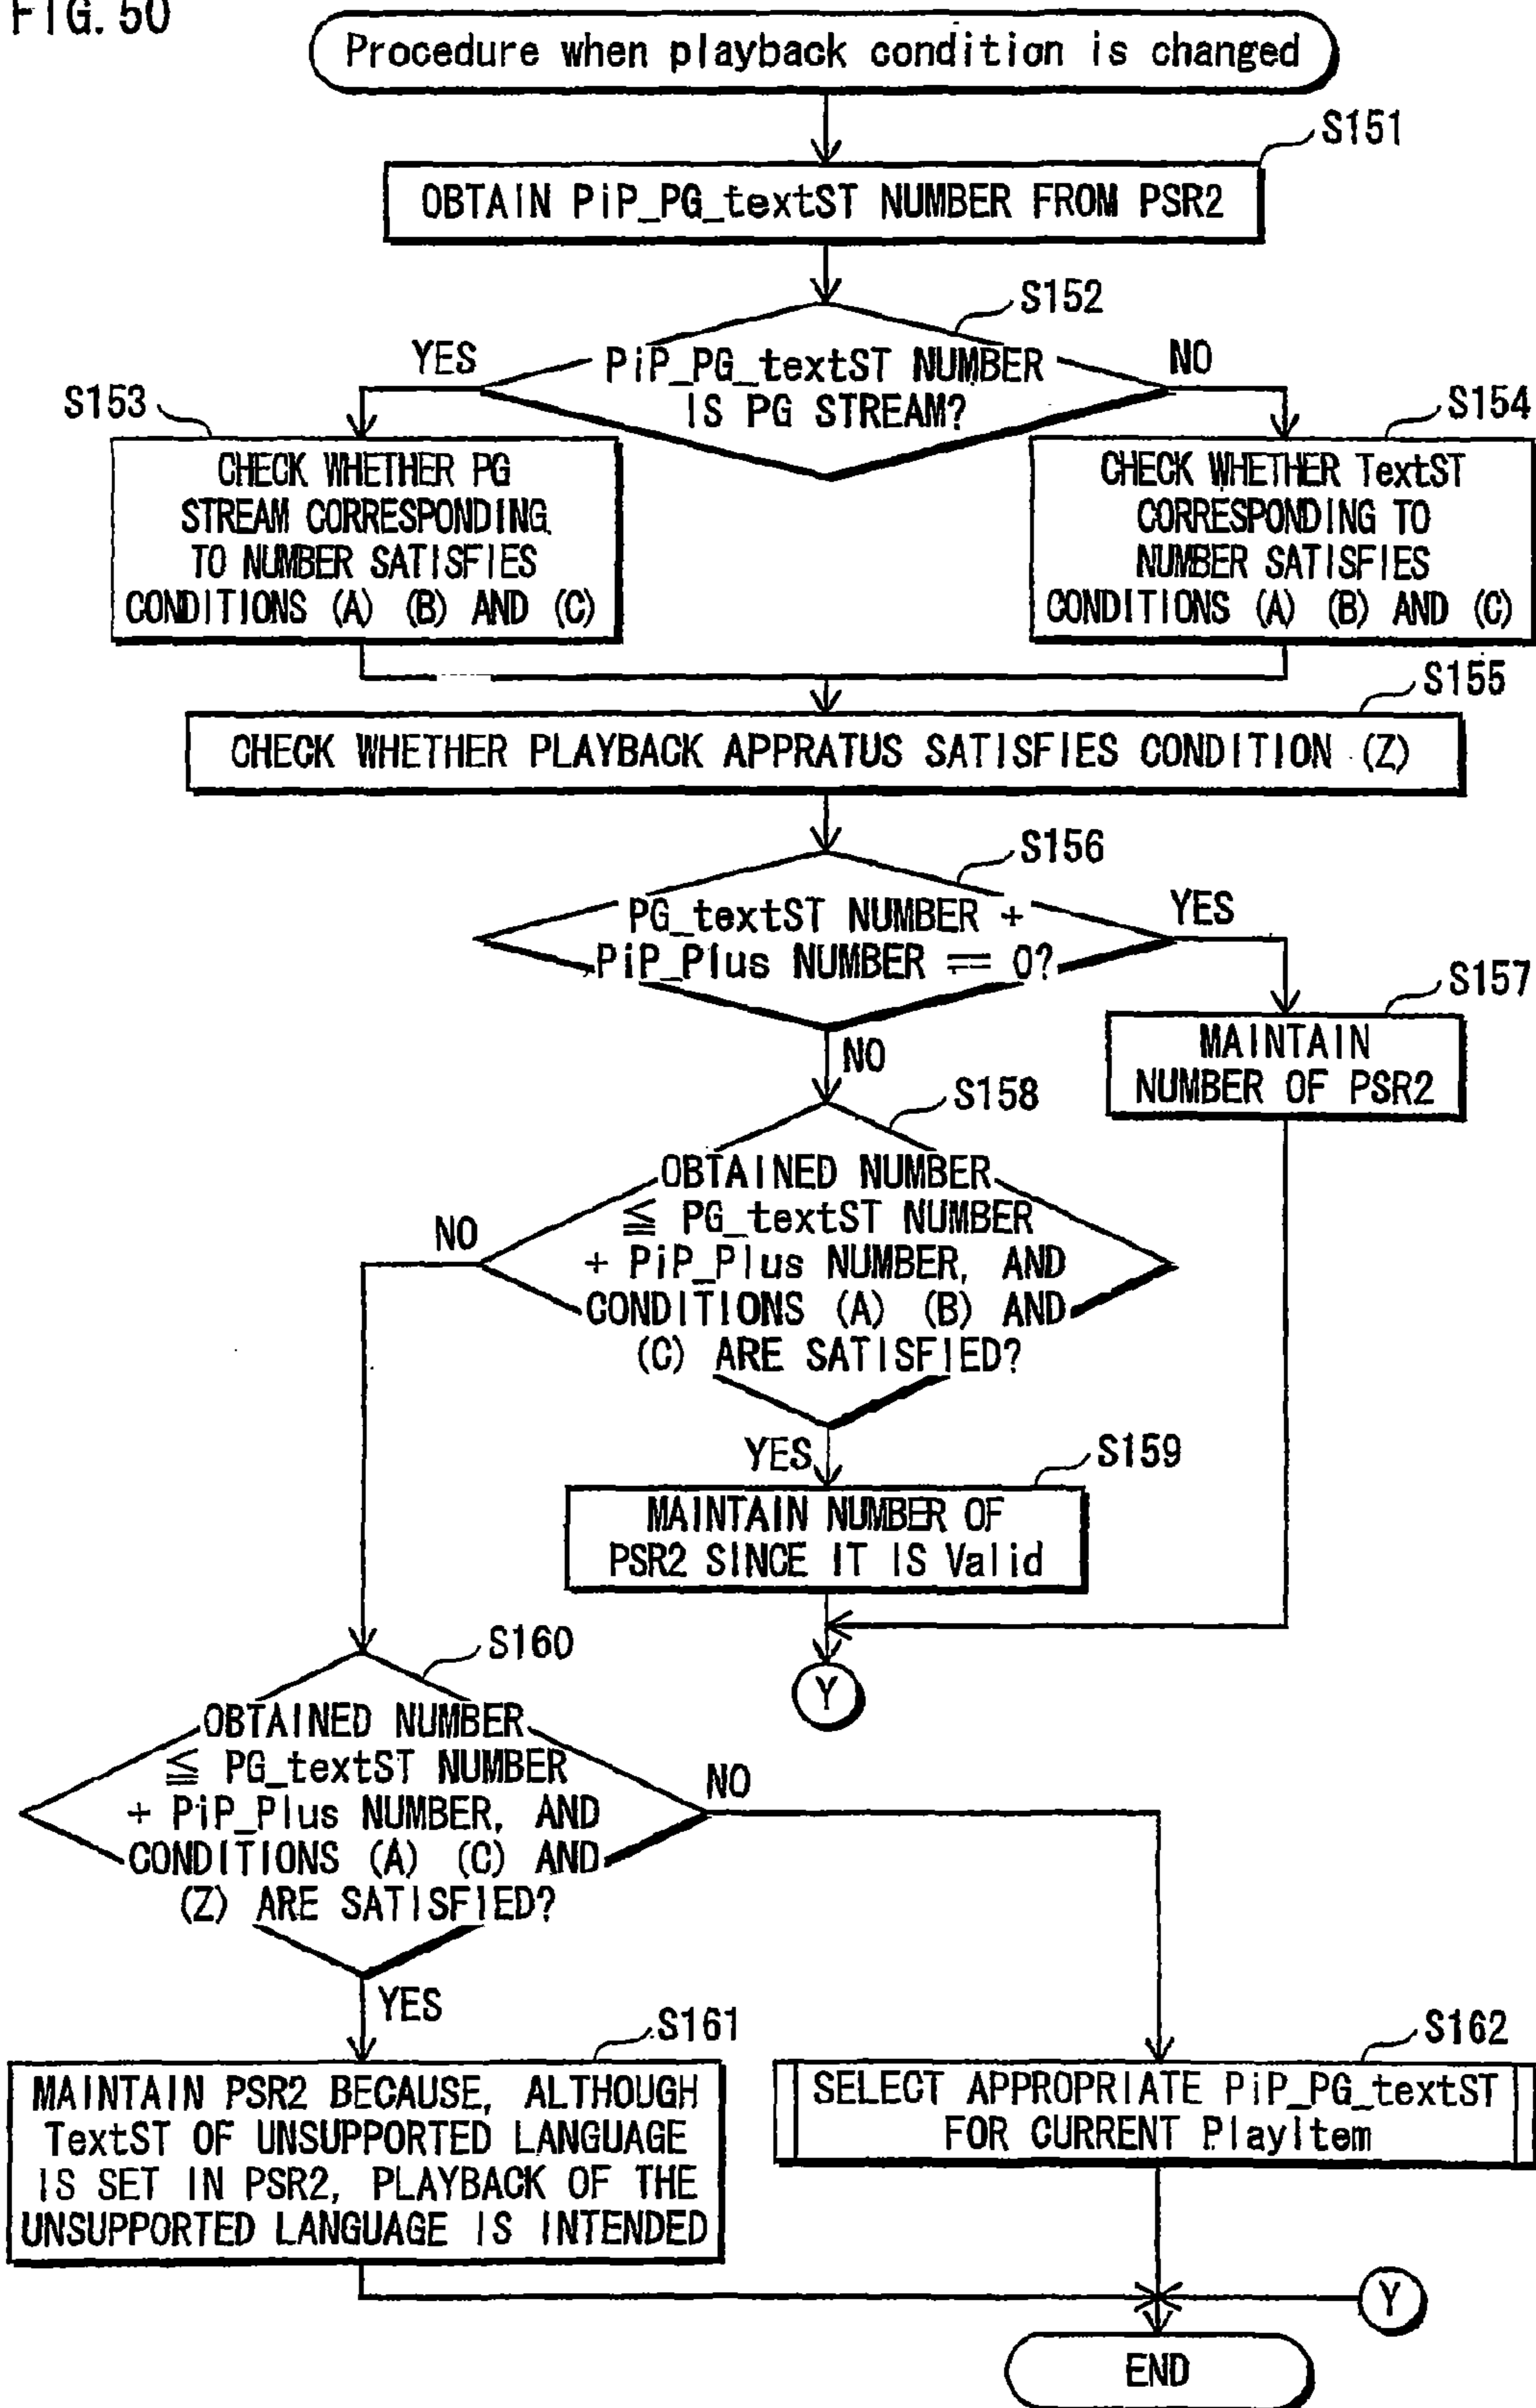 FIG. 50
Procedure when playback condition is changed
S151
OBTAIN PiP_PG_textST NUMBER FROM PSR2
S152
YES
PiP_PG_textST NUMBER
IS PG STREAM?
NO
S153
CHECK WHETHER PG
STREAM CORRESPONDING
TO NUMBER SATISFIES
CONDITIONS (A) (B) AND (C)
S154
CHECK WHETHER TextST
CORRESPONDING TO
NUMBER SATISFIES
CONDITIONS (A) (B) AND (C)
S155
CHECK WHETHER PLAYBACK APPRATUS SATISFIES CONDITION (Z)
S156
PG_textST NUMBER +
PiP_Plus NUMBER == 0?
YES
NO
S157
MAINTAIN
NUMBER OF PSR2
S158
OBTAINED NUMBER
≦ PG_textST NUMBER
+ PiP_Plus NUMBER, AND
CONDITIONS (A) (B) AND
(C) ARE SATISFIED?
NO
YES
S159
MAINTAIN NUMBER OF
PSR2 SINCE IT IS Valid
Y
S160
OBTAINED NUMBER
≦ PG_textST NUMBER
+ PiP_Plus NUMBER, AND
CONDITIONS (A) (C) AND
(Z) ARE SATISFIED?
NO
YES
S161
MAINTAIN PSR2 BECAUSE, ALTHOUGH
TextST OF UNSUPPORTED LANGUAGE
IS SET IN PSR2, PLAYBACK OF THE
UNSUPPORTED LANGUAGE IS INTENDED
S162
SELECT APPROPRIATE PiP_PG_textST
FOR CURRENT PlayItem
Y
END